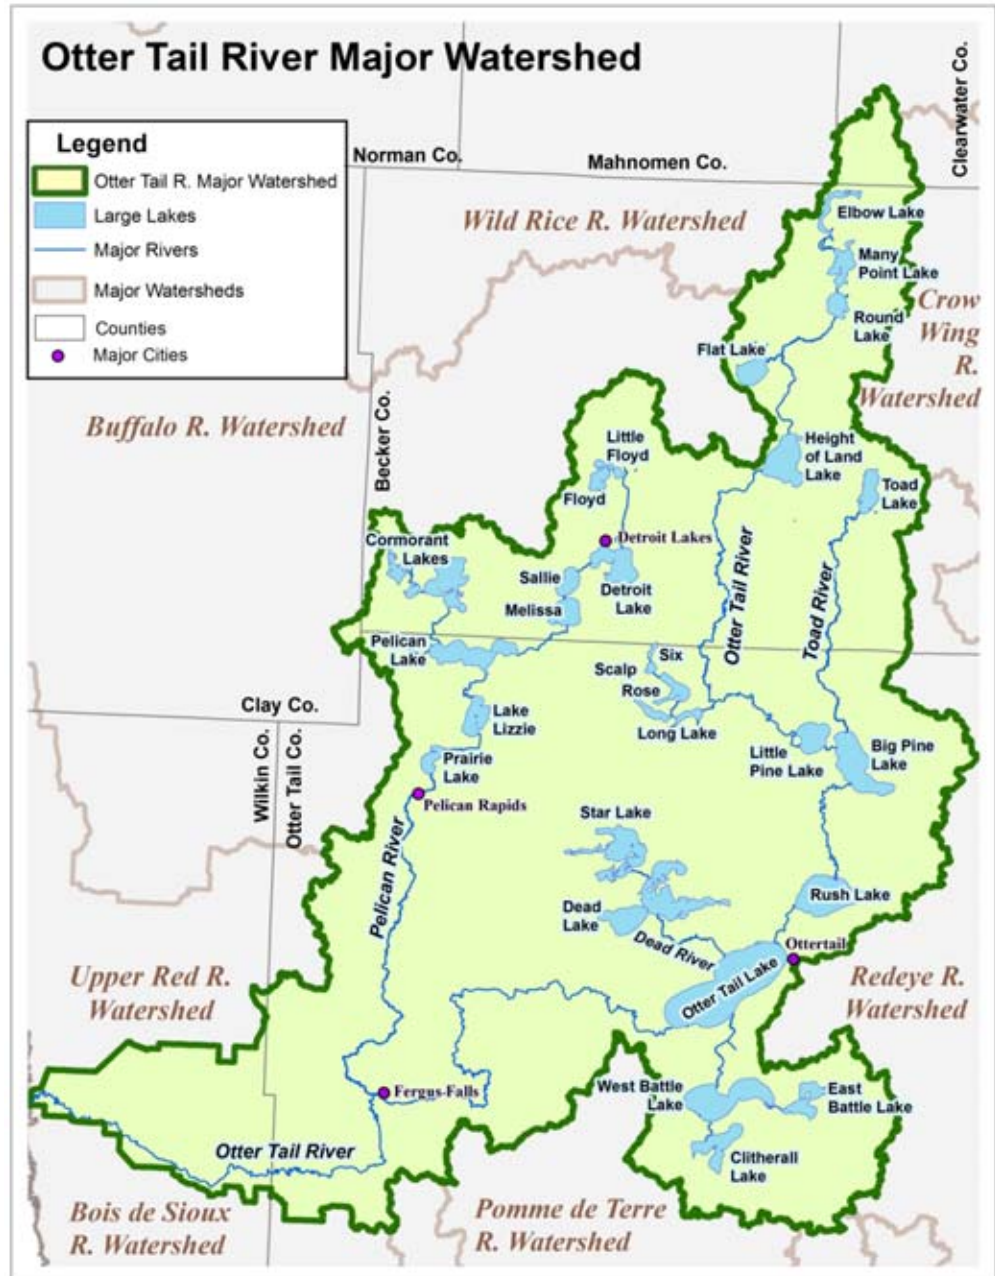 Otter Tail River Major Watershed
Legend
Otter Tail R. Major Watershed
Large Lakes
Major Rivers
Major Watersheds
Counties
Major Cities
Norman Co.
Mahnomen Co.
Clearwater Co.
Wild Rice R. Watershed
Elbow Lake
Many
Point Lake
Crow
Wing
R.
Watershed
Round
Lake
Flat Lake
Buffalo R. Watershed
Becker Co.
Little
Floyd
Floyd
Height
of Land
Lake
Toad
Lake
Cormorant
Lakes
Detroit Lakes
Sallie
Melissa
Detroit
Lake
Otter Tail River
Toad River
Pelican
Lake
Six
Scalp
Rose
Long Lake
Clay Co.
Wilkin Co.
Otter Tail Co.
Lake
Lizzie
Little
Pine Lake
Big Pine
Lake
Prairie
Lake
Pelican Rapids
Star Lake
Pelican River
Dead
Lake
Rush Lake
Dead River
Ottertail
Otter Tail Lake
Upper Red R.
Watershed
Redeye R.
Watershed
Fergus-Falls
West Battle
Lake
East
Battle Lake
Otter Tail River
Clitherall
Lake
Bois de Sioux
R. Watershed
Pomme de Terre
R. Watershed